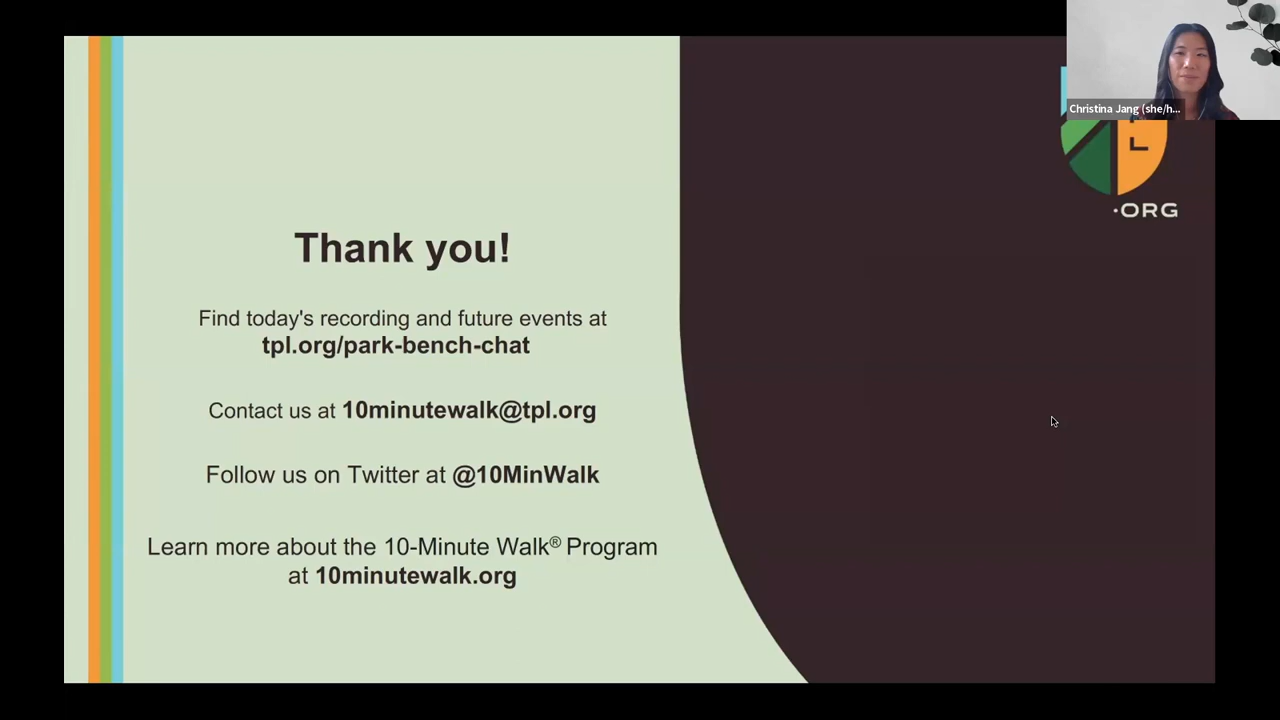 Christina Jang (she/h...
L
•ORG
Thank you!
Find today's recording and future events at
tpl.org/park-bench-chat
Contact us at 10minutewalk@tpl.org
Follow us on Twitter at @10MinWalk
Learn more about the 10-Minute Walk® Program
at 10minutewalk.org